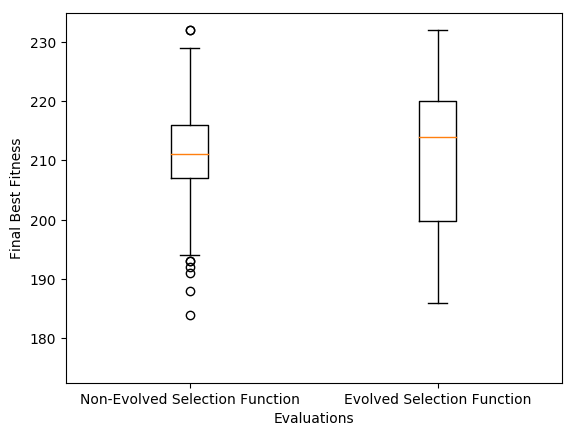 230
220
210
200
190
180
Final Best Fitness
Non-Evolved Selection Function
Evolved Selection Function
Evaluations